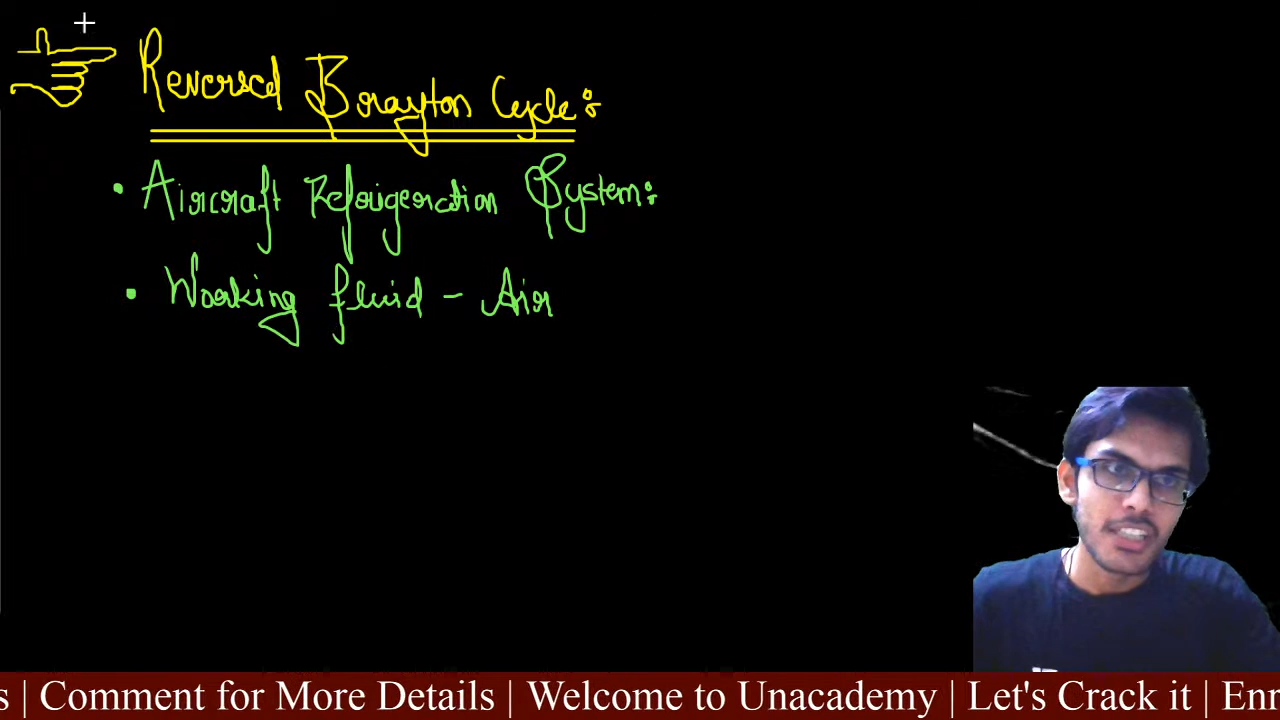 Reversed Brayton Cycle:
• Aircraft Refrigeration System:
• Working fluid - Air
s | Comment for More Details | Welcome to Unacademy | Let's Crack it | Enr